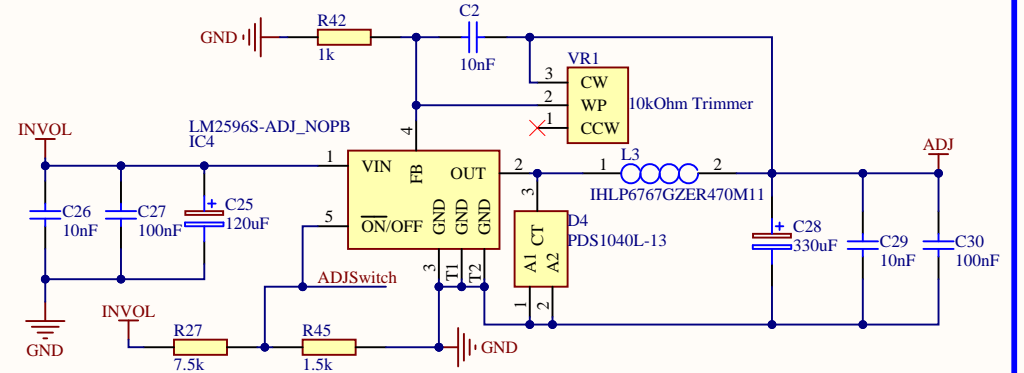 R42
C2
GND
1k
10nF
VR1
3 CW
2 WP
10kOhm Trimmer
1 CCW
LM2596S-ADJ_NOPB
IC4
4
INVOL
ADJ
1 VIN
FB
OUT 2
1 L3 2
IHLP6767GZER470M11
3
C26
10nF
C27
100nF
C25
120uF
+
5 ON/OFF
GND
GND
GND
D4
PDS1040L-13
CT
A1
A2
+
C28
330uF
C29
10nF
C30
100nF
3
T1
T2
ADJSwitch
1
2
GND
INVOL
R27
7.5k
R45
1.5k
GND